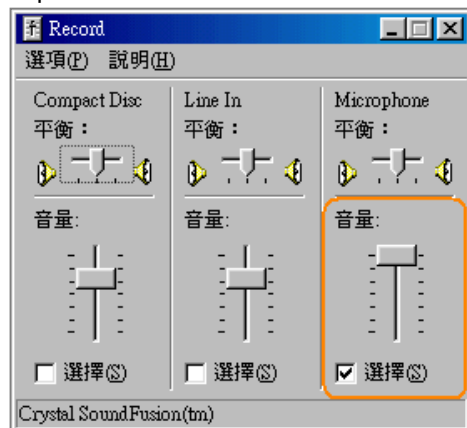 Record
選項(P) 說明(H)
Compact Disc
平衡：
音量:
選擇(S)
Line In
平衡：
音量:
選擇(S)
Microphone
平衡：
音量:
選擇(S)
Crystal SoundFusion(tm)